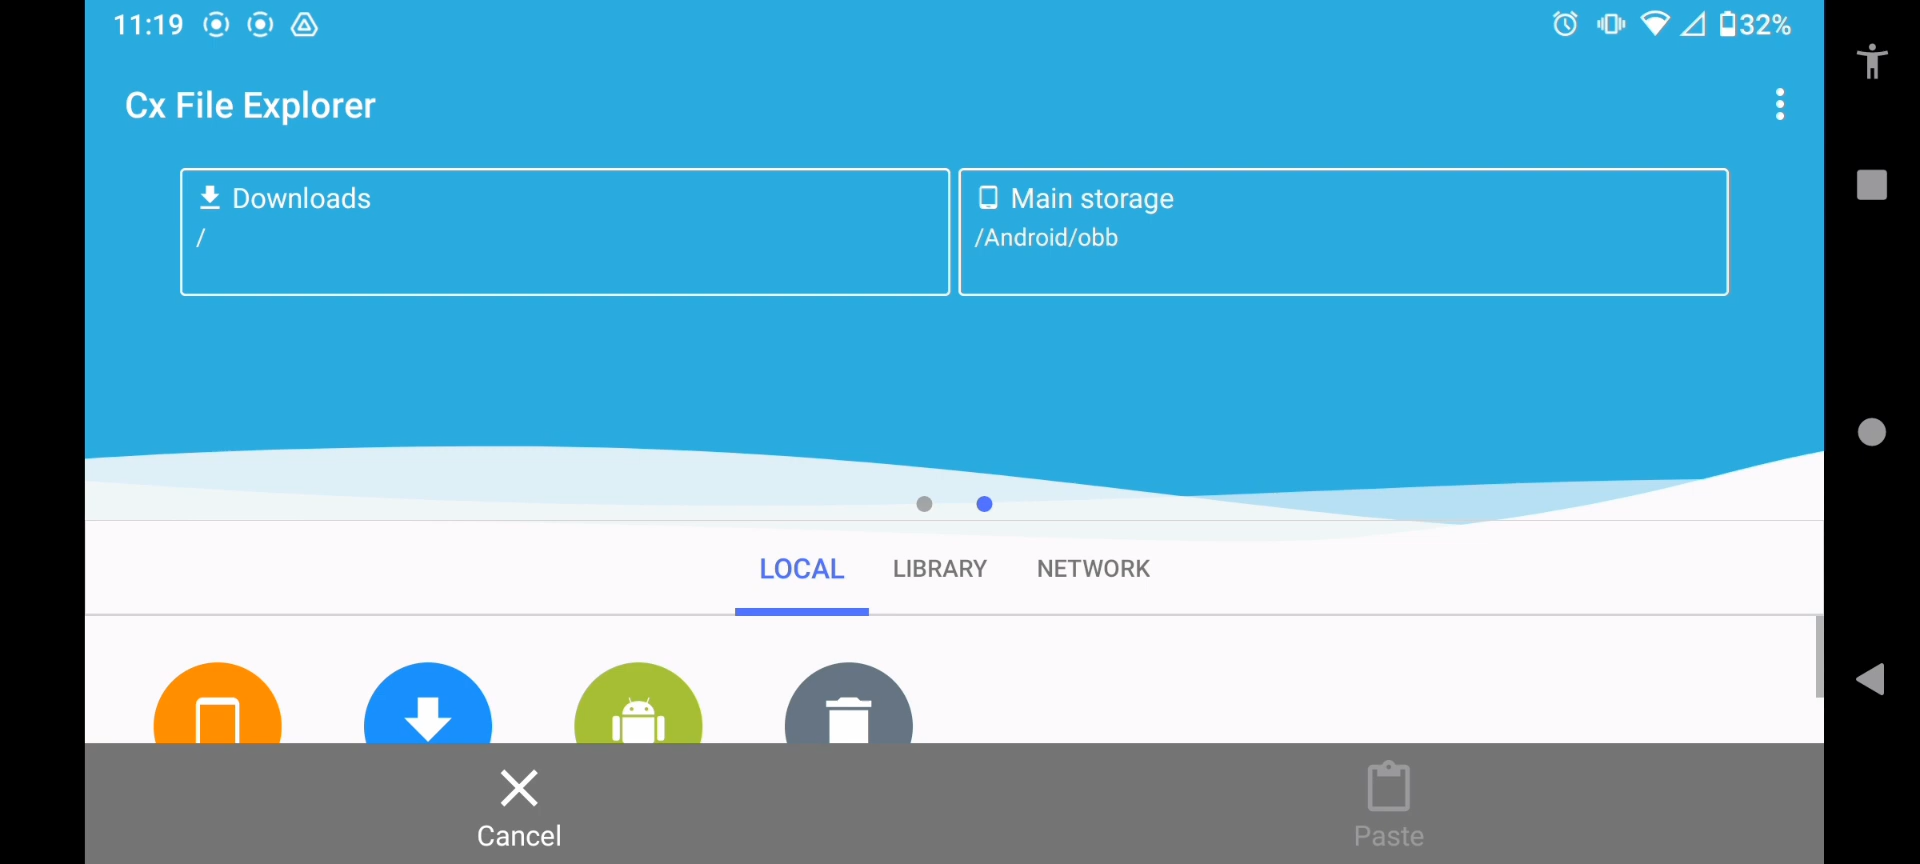 11:19
32%
Cx File Explorer
Downloads
/
Main storage
/Android/obb
LOCAL
LIBRARY
NETWORK
Cancel
Paste